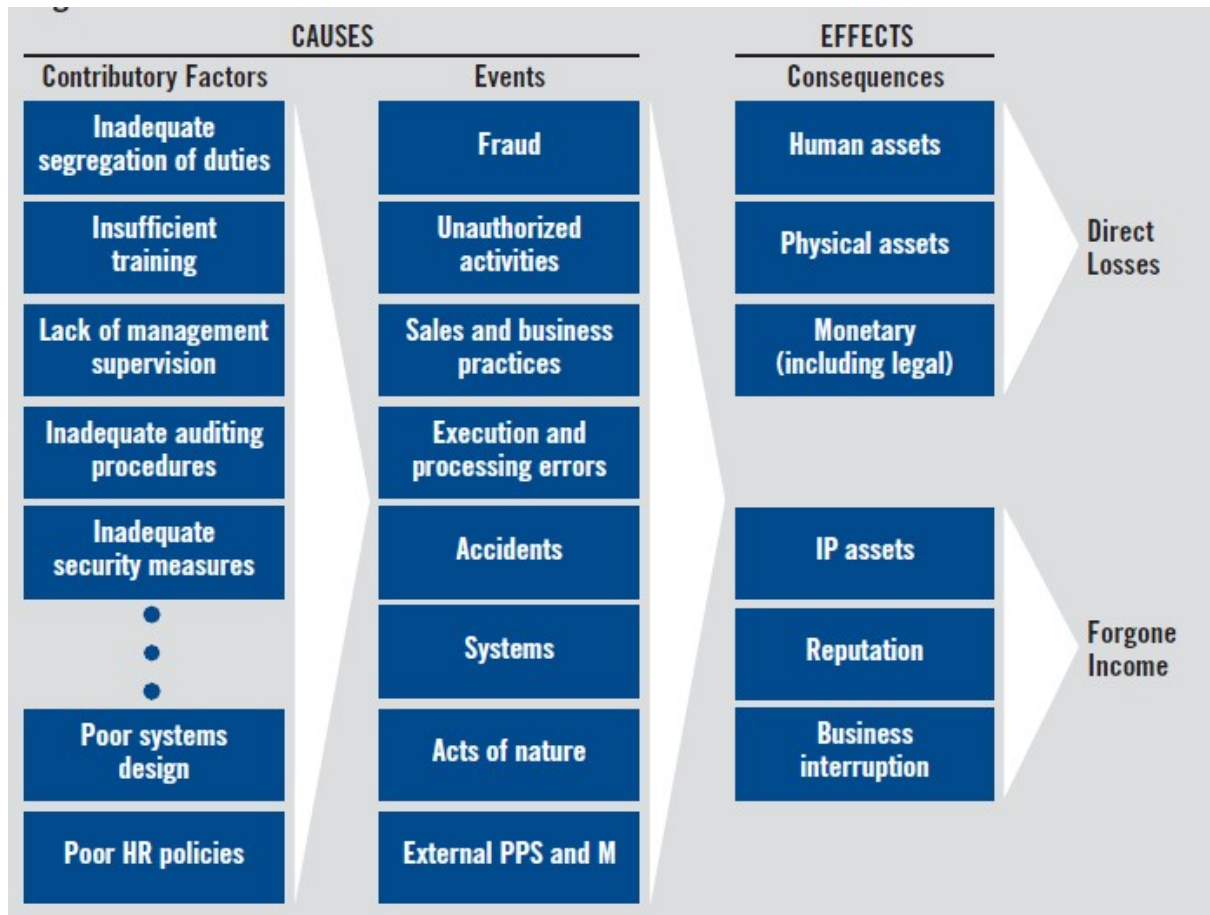 CAUSES
EFFECTS
Contributory Factors
Events
Consequences
Inadequate
segregation of duties
Insufficient
training
Lack of management
supervision
Inadequate auditing
procedures
Inadequate
security measures
Poor systems
design
Poor HR policies
Fraud
Unauthorized
activities
Sales and business
practices
Execution and
processing errors
Accidents
Systems
Acts of nature
External PPS and M
Human assets
Physical assets
Monetary
(including legal)
IP assets
Reputation
Business
interruption
Direct
Losses
Forgone
Income